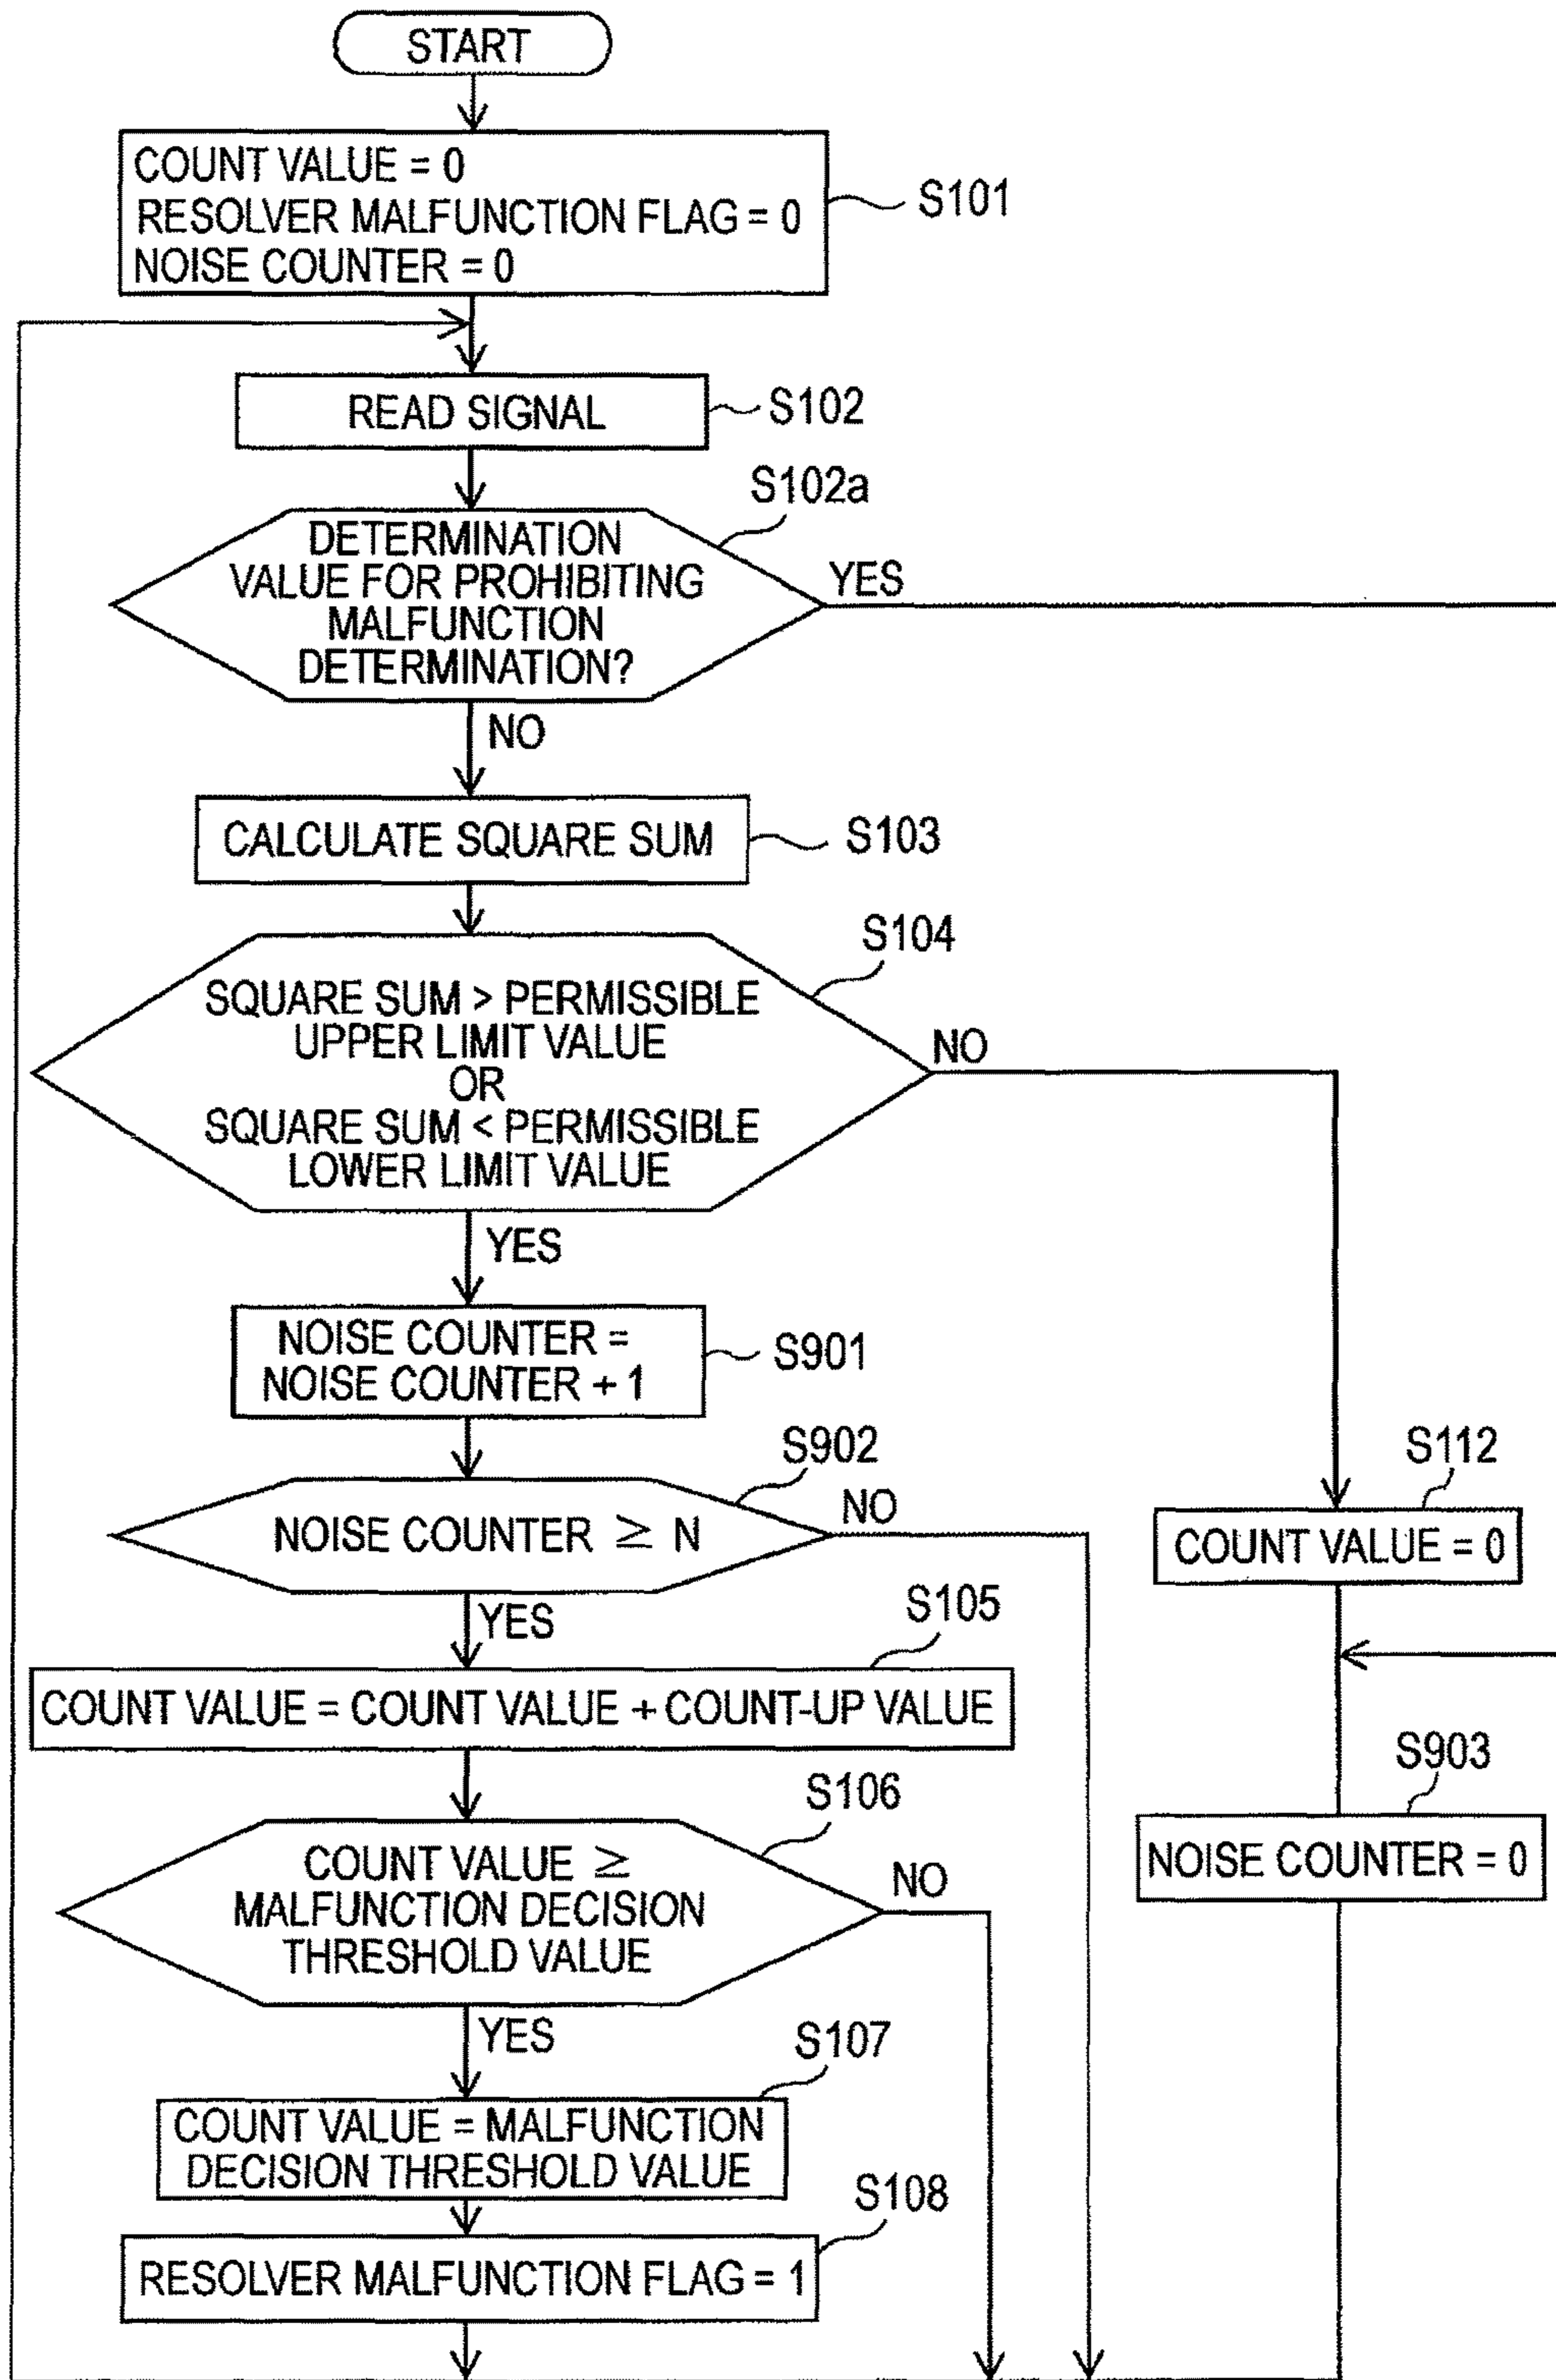 START
COUNT VALUE = 0
RESOLVER MALFUNCTION FLAG = 0
NOISE COUNTER = 0
S101
READ SIGNAL
S102
S102a
DETERMINATION
VALUE FOR PROHIBITING
MALFUNCTION
DETERMINATION?
YES
NO
CALCULATE SQUARE SUM
S103
S104
SQUARE SUM > PERMISSIBLE
UPPER LIMIT VALUE
OR
SQUARE SUM < PERMISSIBLE
LOWER LIMIT VALUE
NO
YES
NOISE COUNTER =
NOISE COUNTER + 1
S901
S902
NOISE COUNTER ≥ N
NO
YES
S112
COUNT VALUE = 0
S105
COUNT VALUE = COUNT VALUE + COUNT-UP VALUE
S903
NOISE COUNTER = 0
S106
COUNT VALUE ≥
MALFUNCTION DECISION
THRESHOLD VALUE
NO
YES
S107
COUNT VALUE = MALFUNCTION
DECISION THRESHOLD VALUE
S108
RESOLVER MALFUNCTION FLAG = 1